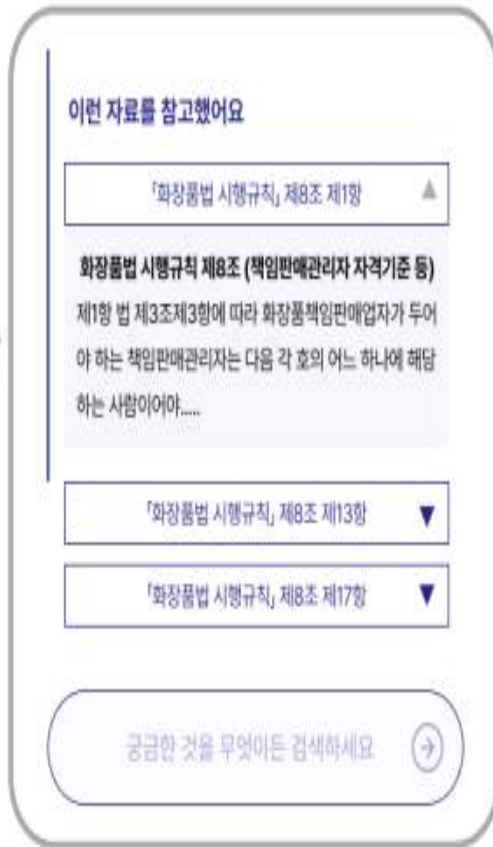 이런 자료를 참고했어요
「화장품법 시행규칙」 제8조 제1항
화장품법 시행규칙 제8조 (책임판매관리자 자격기준 등)
제1항 법 제3조제3항에 따라 화장품책임판매업자가 두어
야 하는 책임판매관리자는 다음 각 호의 어느 하나에 해당
하는 사람이어야.....
「화장품법 시행규칙」 제8조 제13항
「화장품법 시행규칙」 제8조 제17항
궁금한 것을 무엇이든 검색하세요